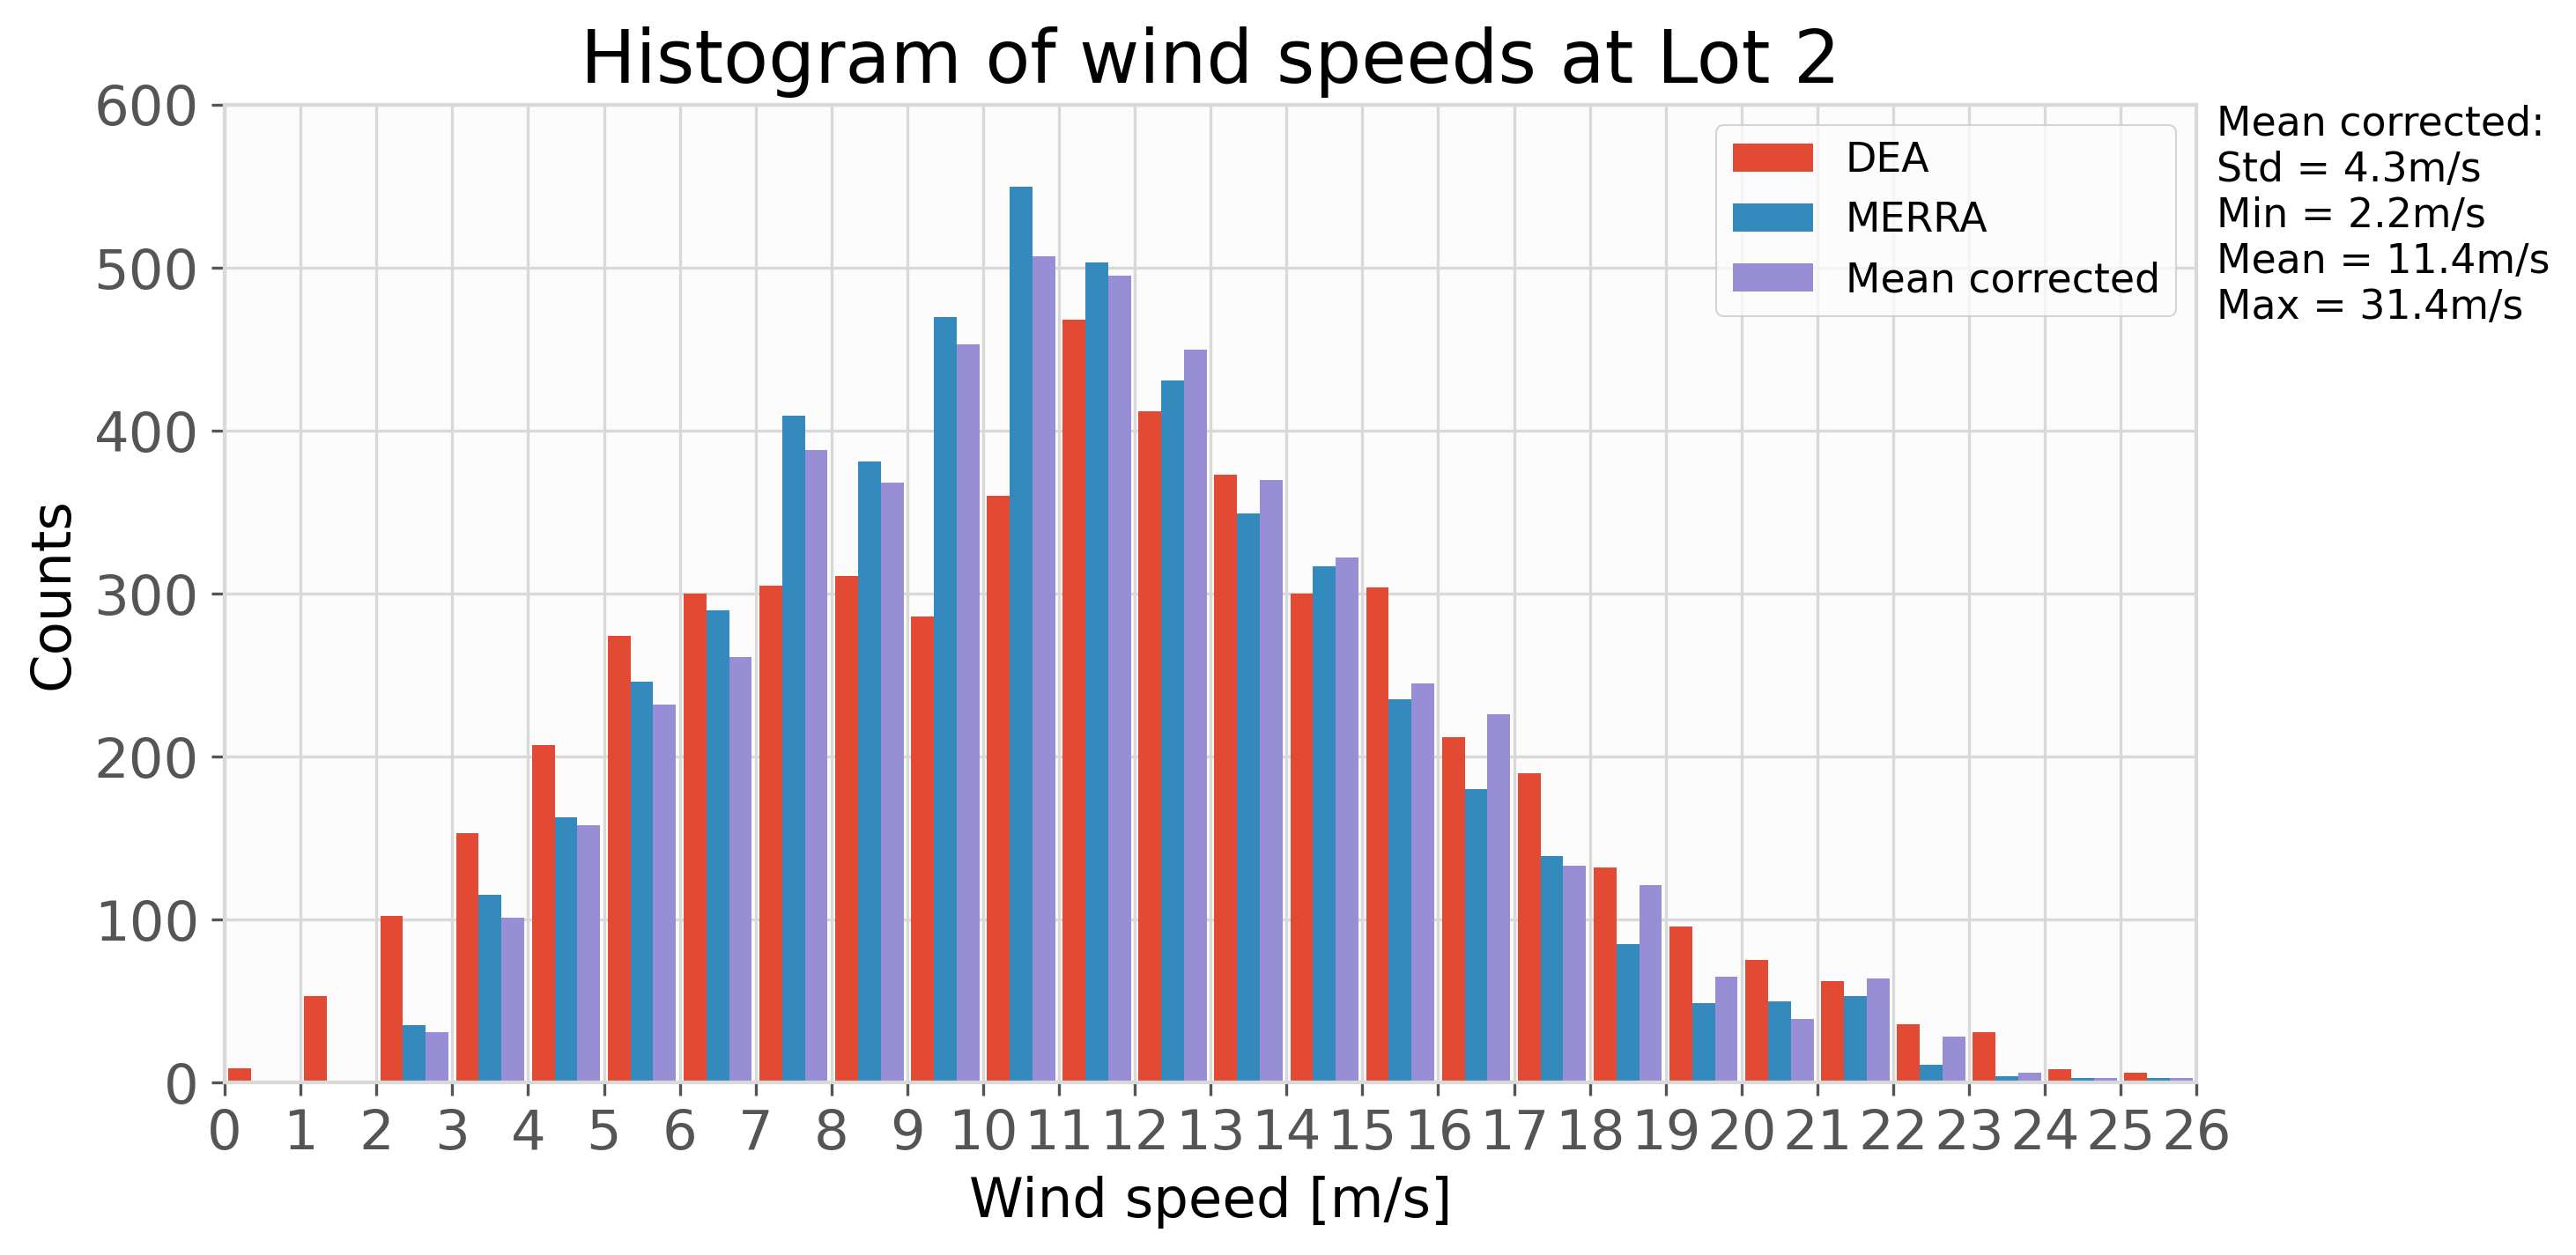 Histogram of wind speeds at Lot 2
600
500
400
300
200
100
0
Counts
DEA
MERRA
Mean corrected
Mean corrected:
Std = 4.3m/s
Min = 2.2m/s
Mean = 11.4m/s
Max = 31.4m/s
0 1 2 3 4 5 6 7 8 9 10 11 12 13 14 15 16 17 18 19 20 21 22 23 24 25 26
Wind speed [m/s]